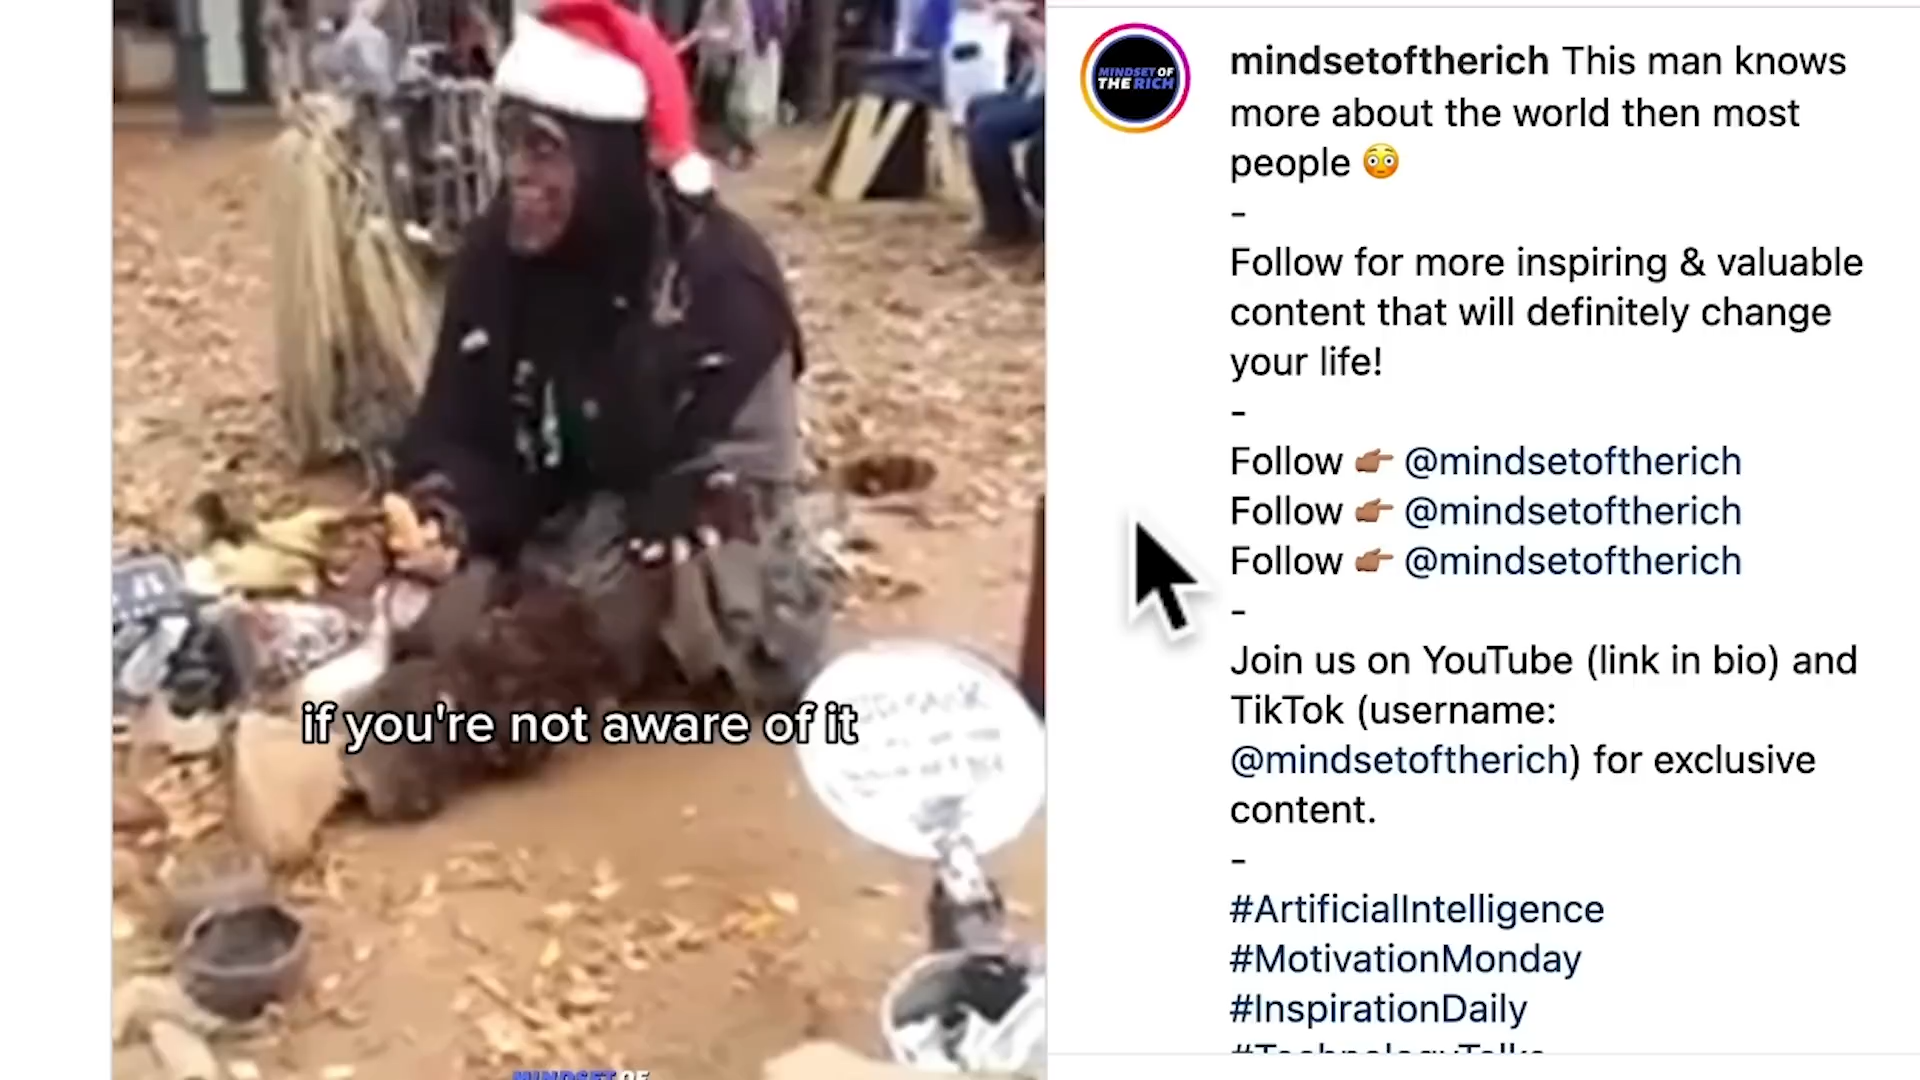 if you're not aware of it
MINDSET OF
MINDSET OF
THE RICH
mindsetoftherich This man knows
more about the world then most
people 😳
-
Follow for more inspiring & valuable
content that will definitely change
your life!
-
Follow 👉🏾 @mindsetoftherich
Follow 👉🏾 @mindsetoftherich
Follow 👉🏾 @mindsetoftherich
-
Join us on YouTube (link in bio) and
TikTok (username:
@mindsetoftherich) for exclusive
content.
-
#ArtificialIntelligence
#MotivationMonday
#InspirationDaily
#TechnologyTalks